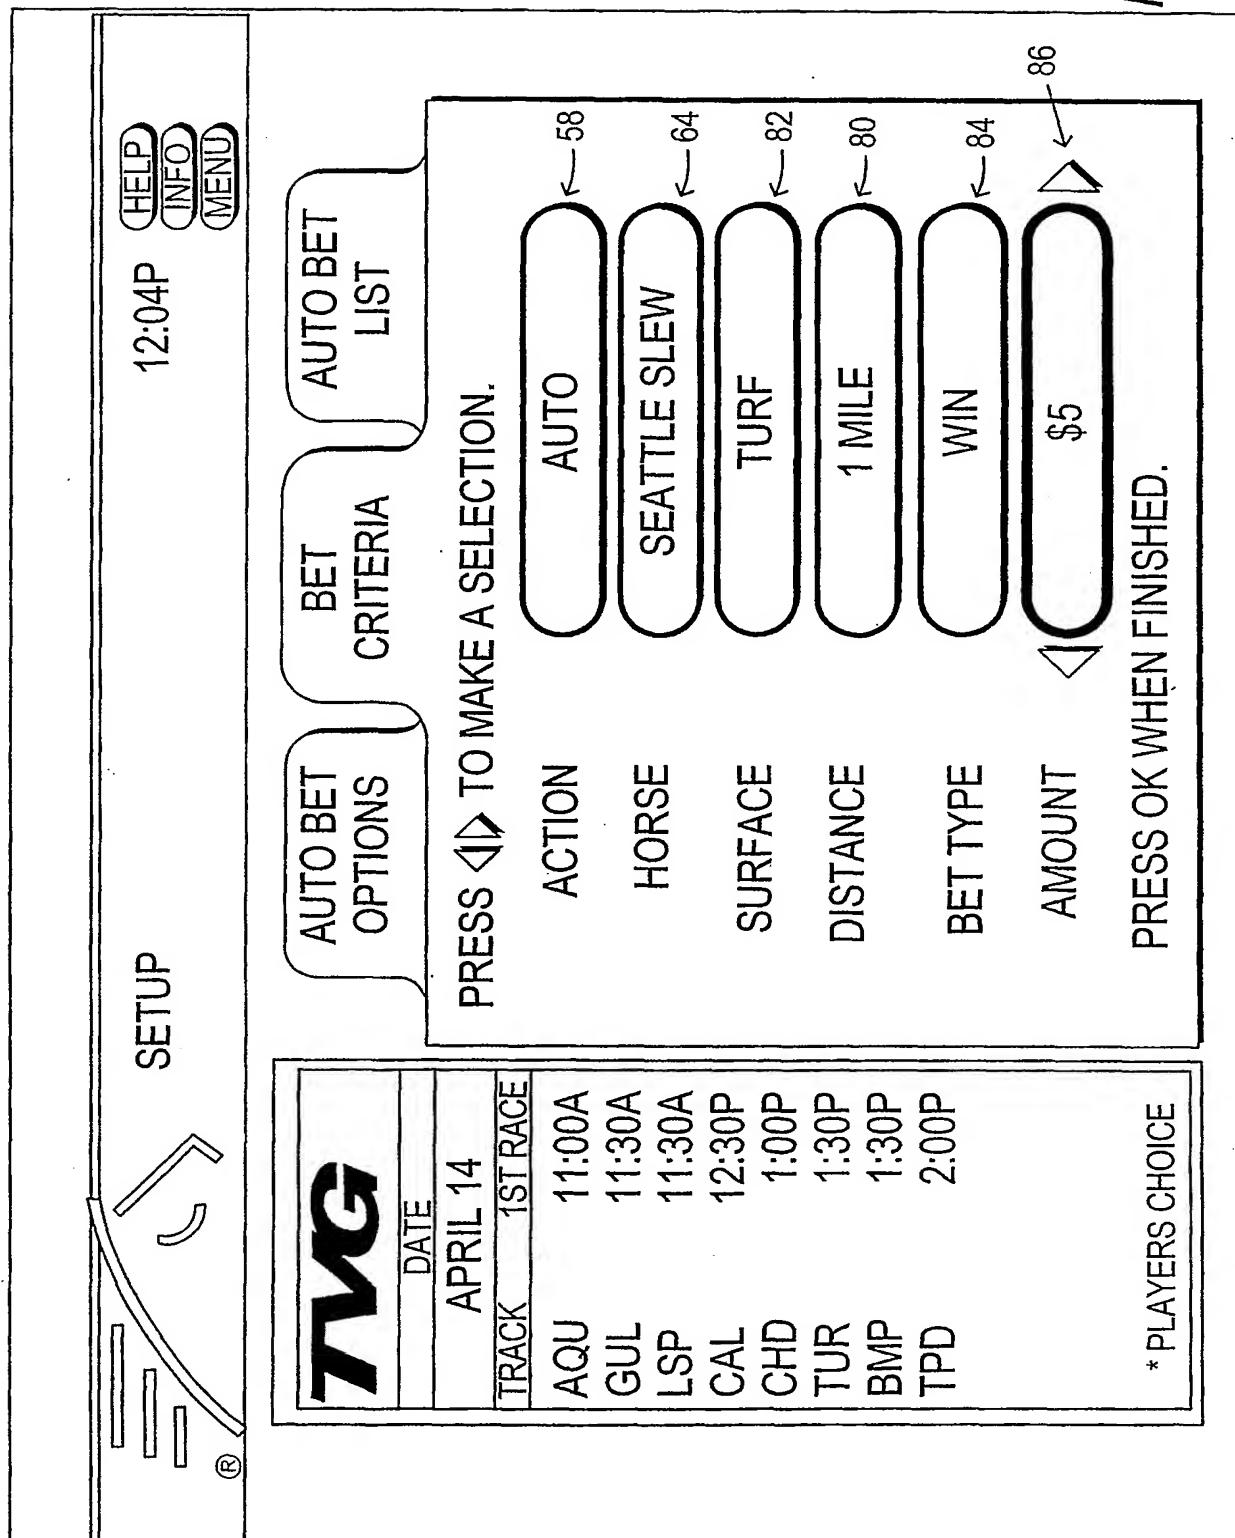 SETUP
12:04P
HELP
INFO
MENU
®
TVG
DATE
APRIL 14
TRACK 1ST RACE
AQU 11:00A
GUL 11:30A
LSP 11:30A
CAL 12:30P
CHD 1:00P
TUR 1:30P
BMP 1:30P
TPD 2:00P
* PLAYERS CHOICE
AUTO BET
OPTIONS
BET
CRITERIA
AUTO BET
LIST
PRESS ◁▷ TO MAKE A SELECTION.
ACTION AUTO 58
HORSE SEATTLE SLEW 64
SURFACE TURF 82
DISTANCE 1 MILE 80
BET TYPE WIN 84
AMOUNT $5 86
PRESS OK WHEN FINISHED.